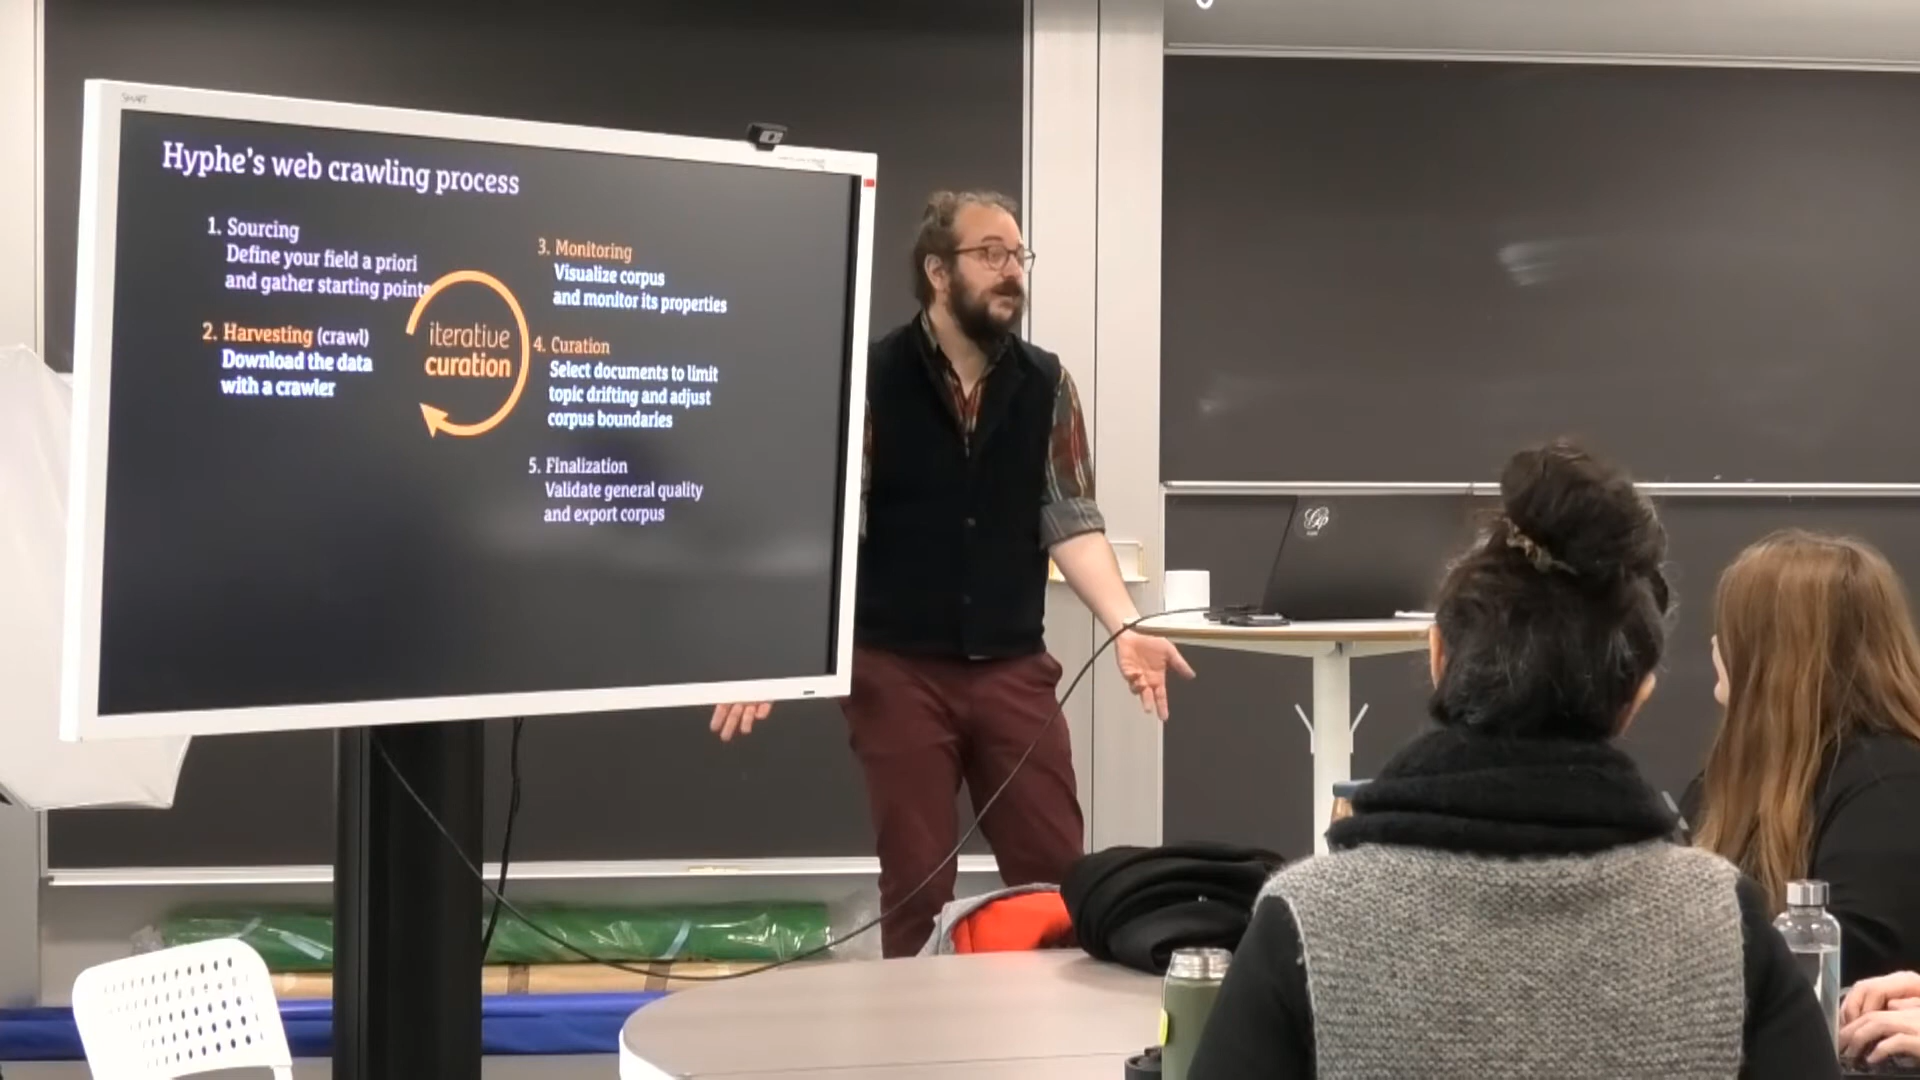 SMART
Hyphe's web crawling process
1. Sourcing
Define your field a priori
and gather starting points
2. Harvesting (crawl)
Download the data
with a crawler
iterative
curation
3. Monitoring
Visualize corpus
and monitor its properties
4. Curation
Select documents to limit
topic drifting and adjust
corpus boundaries
5. Finalization
Validate general quality
and export corpus